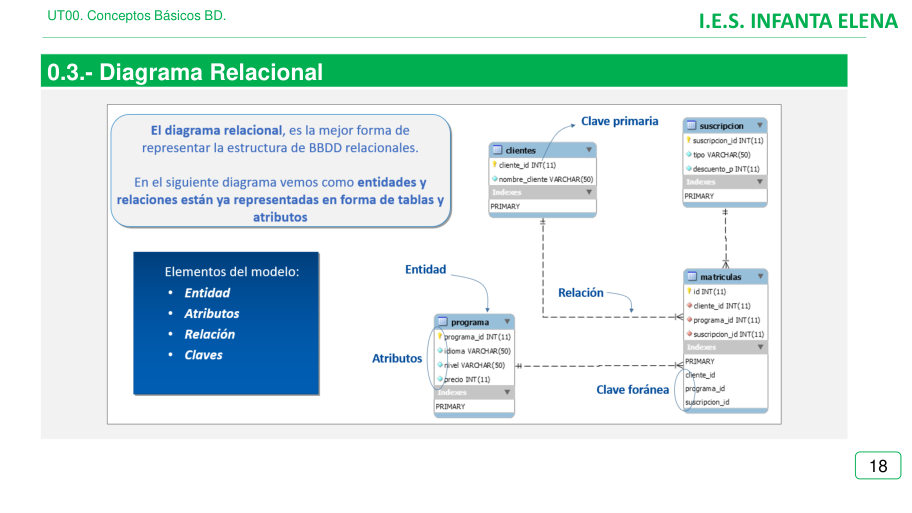 UT00. Conceptos Básicos BD.
I.E.S. INFANTA ELENA
0.3.- Diagrama Relacional
El diagrama relacional, es la mejor forma de
representar la estructura de BBDD relacionales.
En el siguiente diagrama vemos como entidades y
relaciones están ya representadas en forma de tablas y
atributos
Elementos del modelo:
• Entidad
• Atributos
• Relación
• Claves
Clave primaria
clientes
cliente_id INT(11)
nombre_cliente VARCHAR(50)
Indexes
PRIMARY
suscripcion
suscripcion_id INT(11)
tipo VARCHAR(50)
descuento_p INT(11)
Indexes
PRIMARY
Entidad
Relación
programa
programa_id INT(11)
idioma VARCHAR(50)
nivel VARCHAR(50)
precio INT(11)
Indexes
PRIMARY
Atributos
matriculas
id INT(11)
cliente_id INT(11)
programa_id INT(11)
suscripcion_id INT(11)
Indexes
PRIMARY
cliente_id
programa_id
suscripcion_id
Clave foránea
18